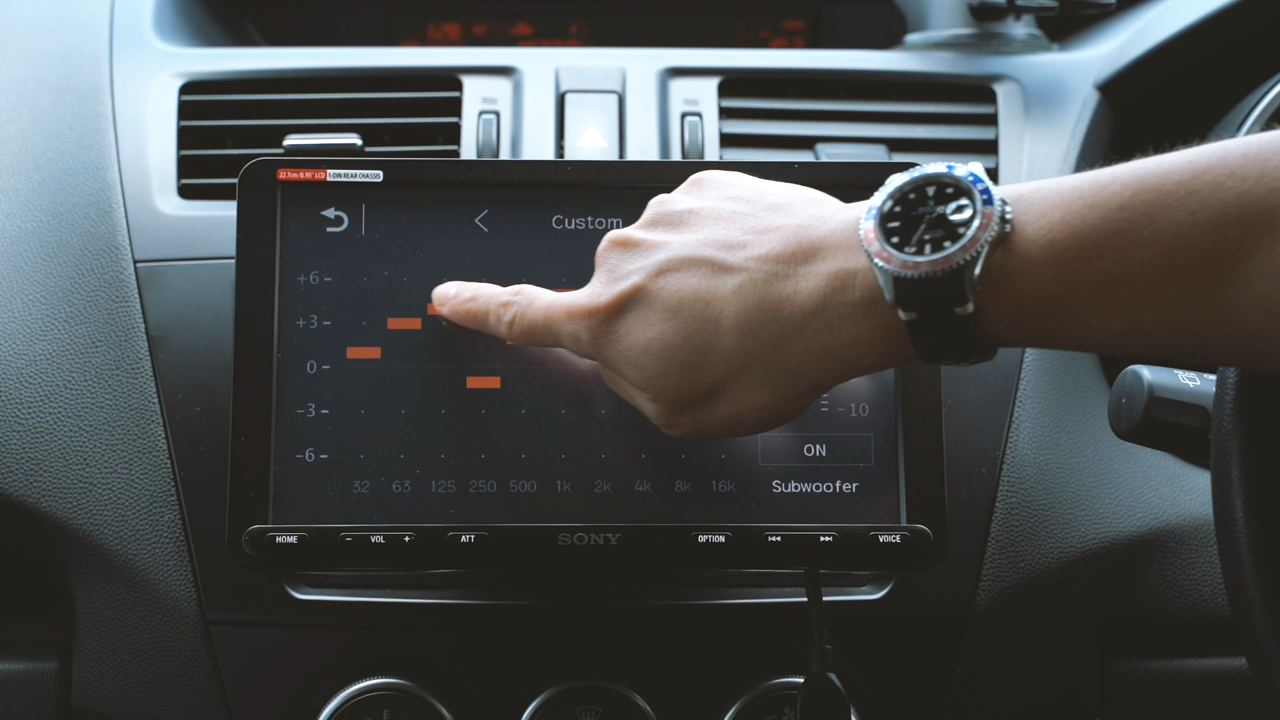 22.7cm/8.95" LCD 1-DIN REAR CHASSIS
Custom
+6
+3
0
-3
-6
-10
ON
32 63 125 250 500 1k 2k 4k 8k 16k
Subwoofer
HOME - VOL + ATT SONY OPTION VOICE